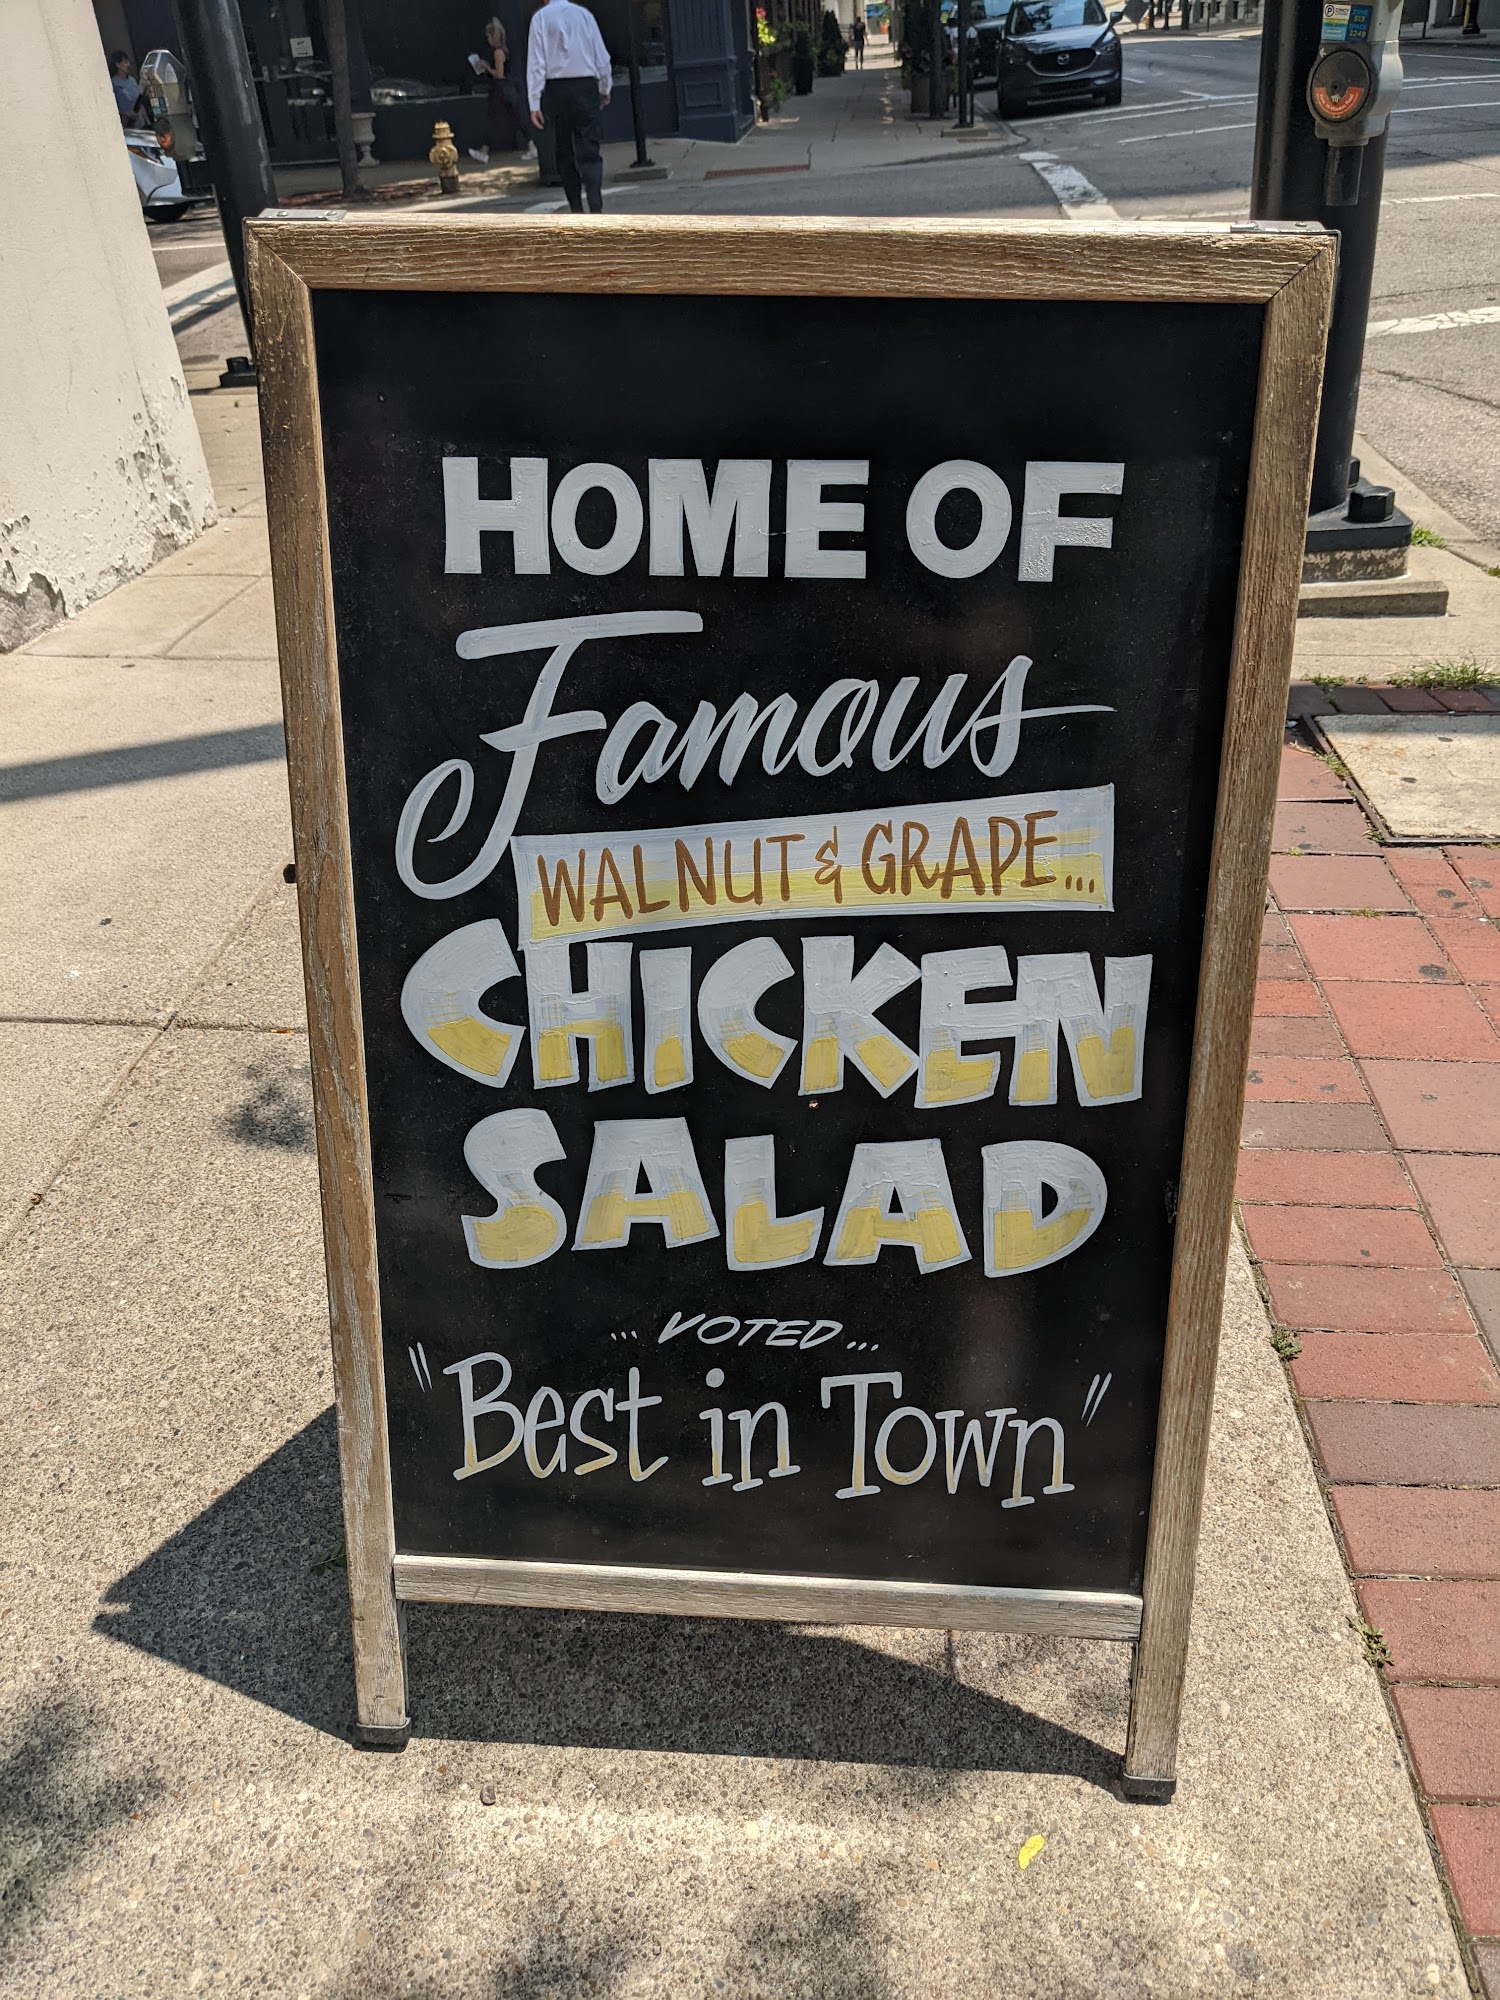 HOME OF
Famous
WALNUT & GRAPE...
CHICKEN
SALAD
... VOTED...
"Best in Town"